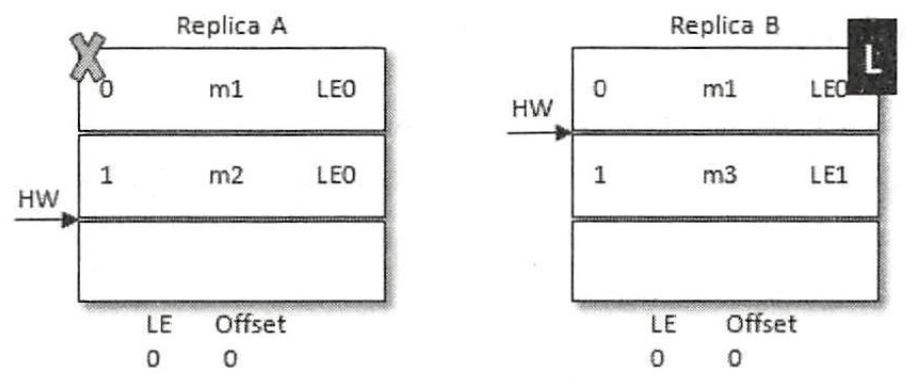 Replica A
0 m1 LE0
1 m2 LE0
HW
LE Offset
0 0
Replica B
L
0 m1 LE0
HW
1 m3 LE1
LE Offset
0 0